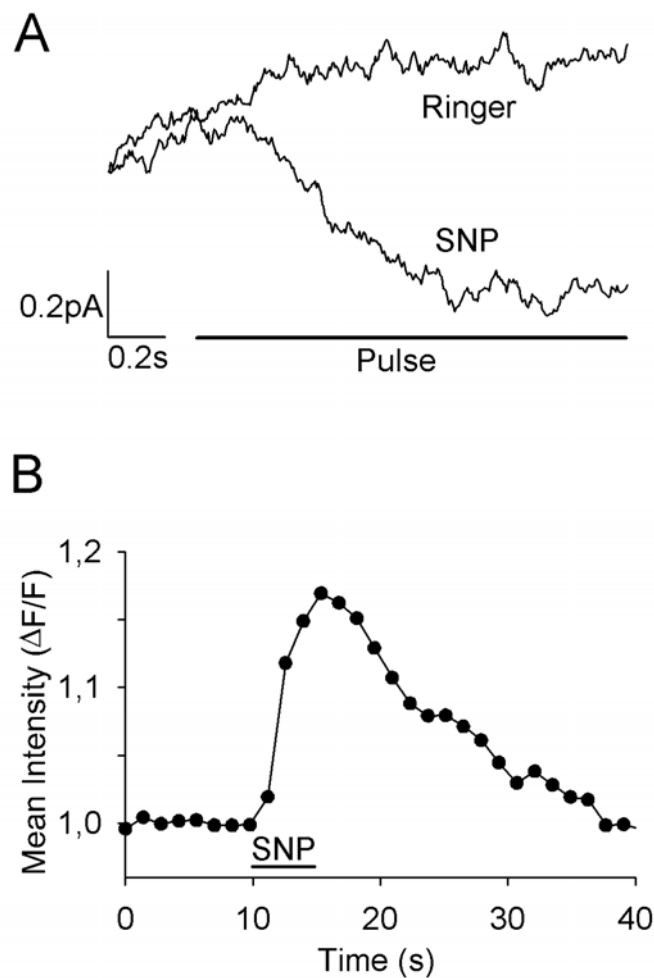 A
Ringer
SNP
0.2pA
0.2s
Pulse
B
1,2
1,1
1,0
Mean Intensity (ΔF/F)
SNP
0 10 20 30 40
Time (s)